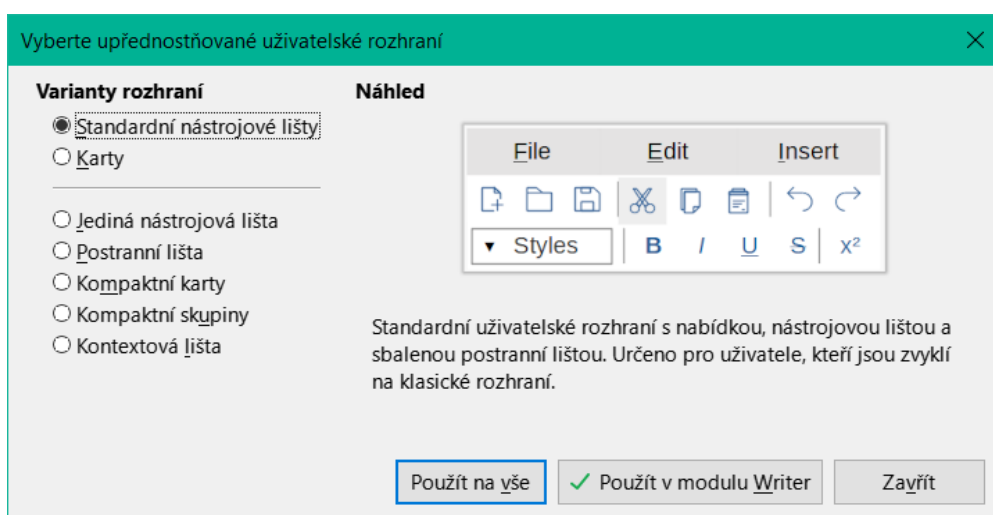 Vyberte upřednostňované uživatelské rozhraní
Varianty rozhraní
Standardní nástrojové lišty
Karty
Jediná nástrojová lišta
Postranní lišta
Kompaktní karty
Kompaktní skupiny
Kontextová lišta
Náhled
File Edit Insert
Styles B I U S x²
Standardní uživatelské rozhraní s nabídkou, nástrojovou lištou a
sbalenou postranní lištou. Určeno pro uživatele, kteří jsou zvyklí
na klasické rozhraní.
Použít na vše Použít v modulu Writer Zavřít